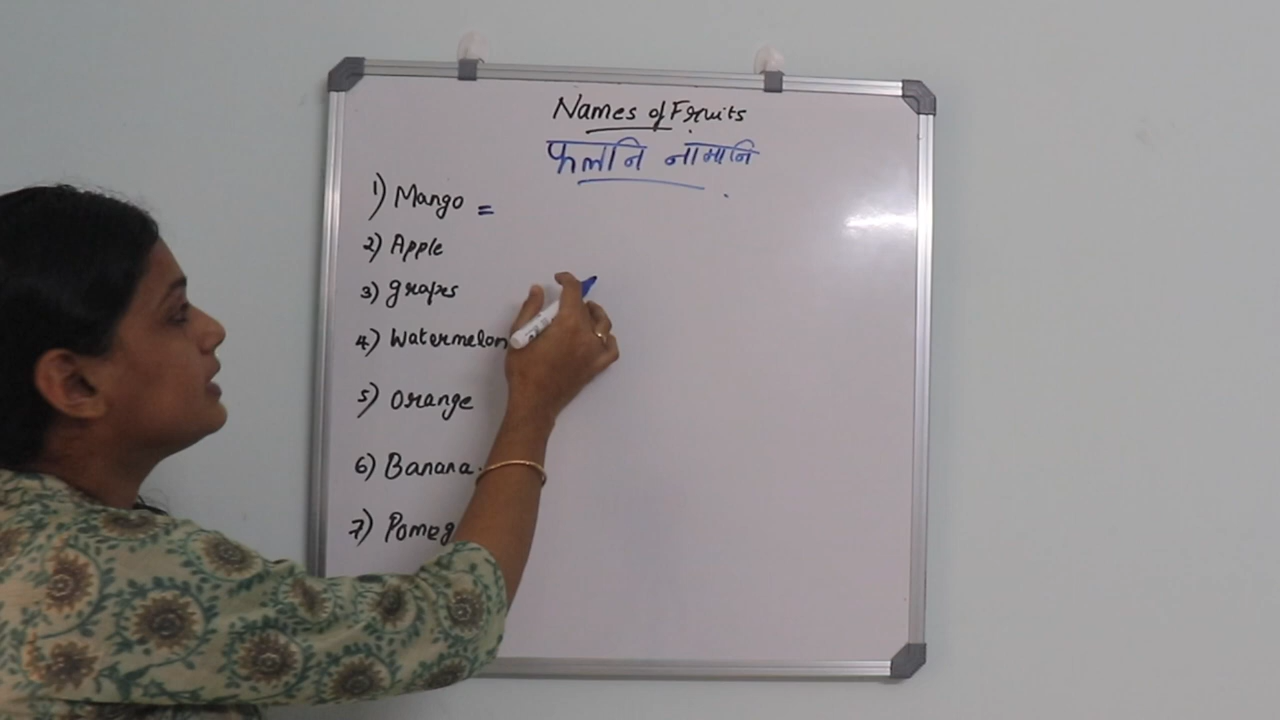 Names of Fruits
फलानि नामानि
1) Mango =
2) Apple
3) grapes
4) Watermelon
5) Orange
6) Banana.
7) Pomeg